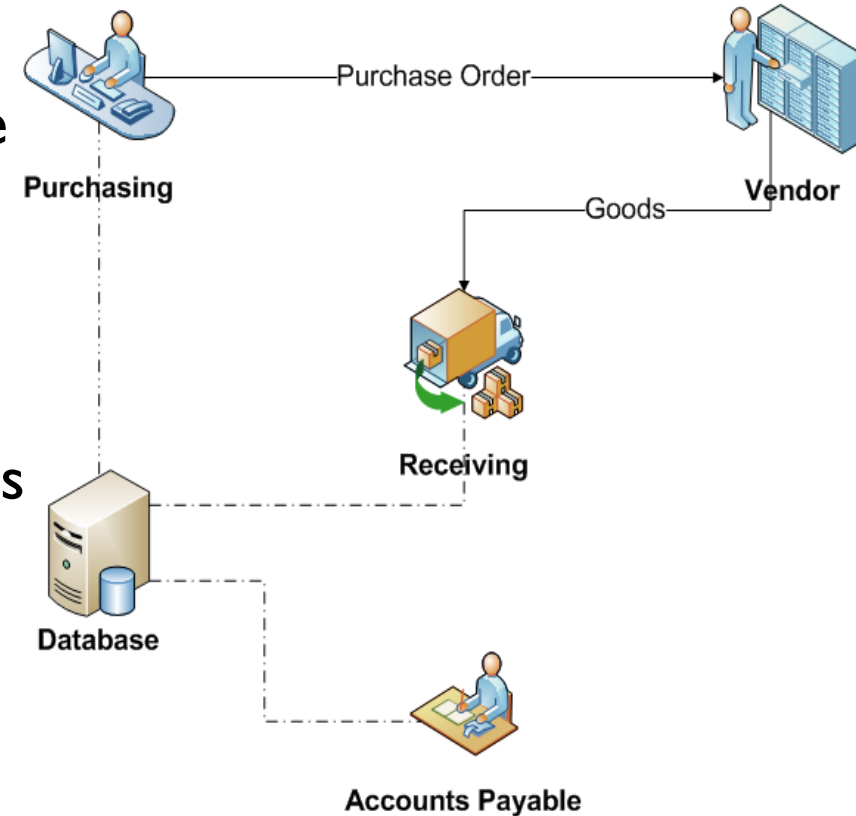 Purchase Order
e
Purchasing
Vendor
Goods
Receiving
s
Database
Accounts Payable